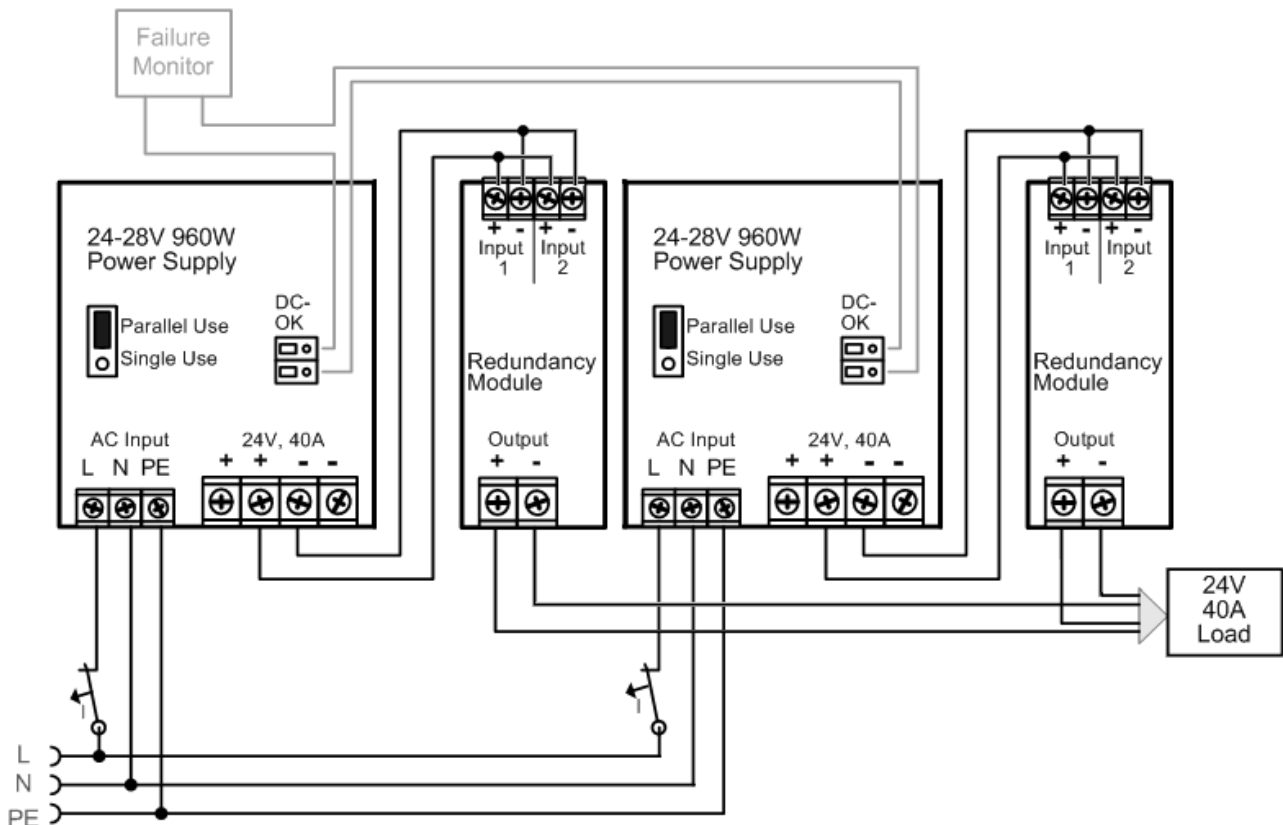 Failure
Monitor
24-28V 960W
Power Supply
Parallel Use
Single Use
DC-
OK
AC Input
L N PE
24V, 40A
+ + - -
+ - + -
Input
1
Input
2
Redundancy
Module
Output
+ -
24-28V 960W
Power Supply
Parallel Use
Single Use
DC-
OK
AC Input
L N PE
24V, 40A
+ + - -
+ - + -
Input
1
Input
2
Redundancy
Module
Output
+ -
24V
40A
Load
I
I
L
N
PE